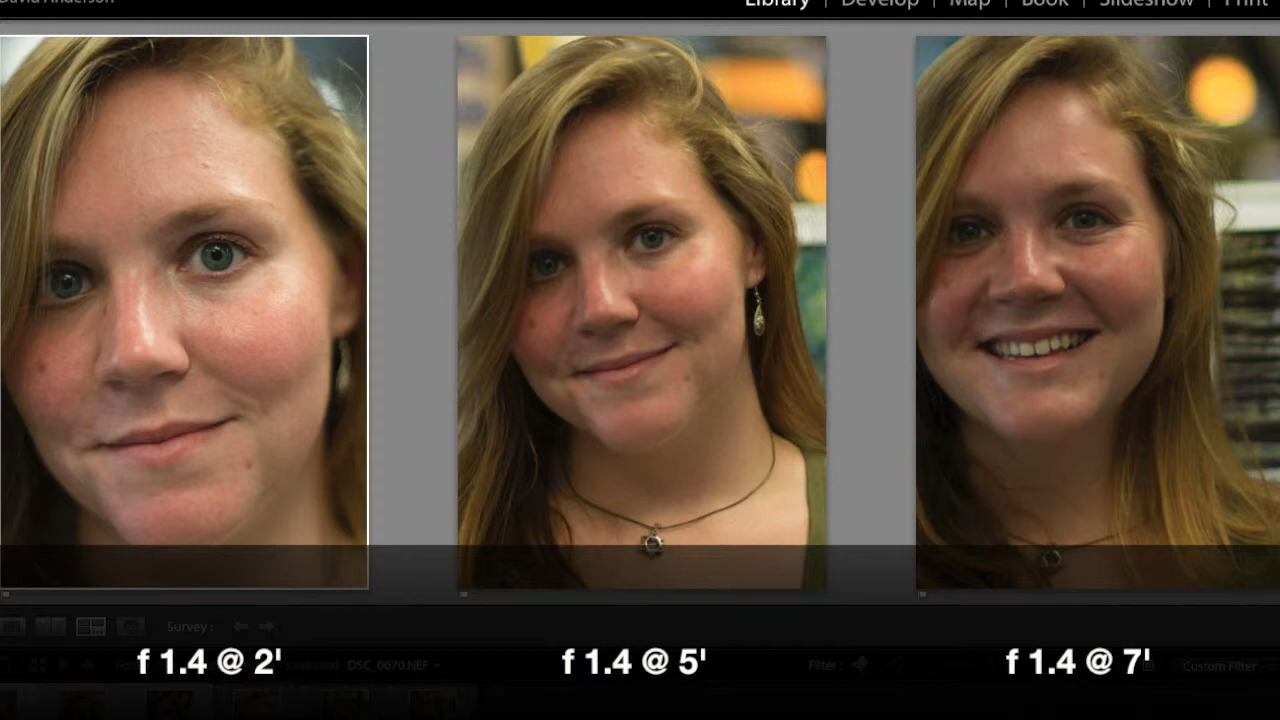 David Anderson
Library | Develop | Map | Book | Slideshow | Print
Survey :
DSC_0070.NEF
Filter :
Custom Filter
f 1.4 @ 2'
f 1.4 @ 5'
f 1.4 @ 7'